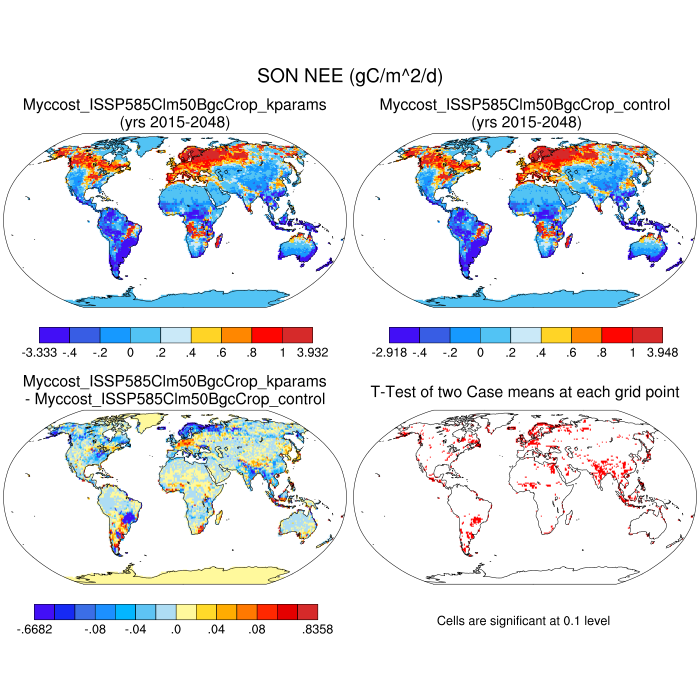 SON NEE (gC/m^2/d)
Myccost_ISSP585Clm50BgcCrop_kparams
(yrs 2015-2048)
Myccost_ISSP585Clm50BgcCrop_control
(yrs 2015-2048)
-3.333 -.4 -.2 0 .2 .4 .6 .8 1 3.932
-2.918 -.4 -.2 0 .2 .4 .6 .8 1 3.948
Myccost_ISSP585Clm50BgcCrop_kparams
- Myccost_ISSP585Clm50BgcCrop_control
T-Test of two Case means at each grid point
-.6682 -.08 -.04 .0 .04 .08 .8358
Cells are significant at 0.1 level